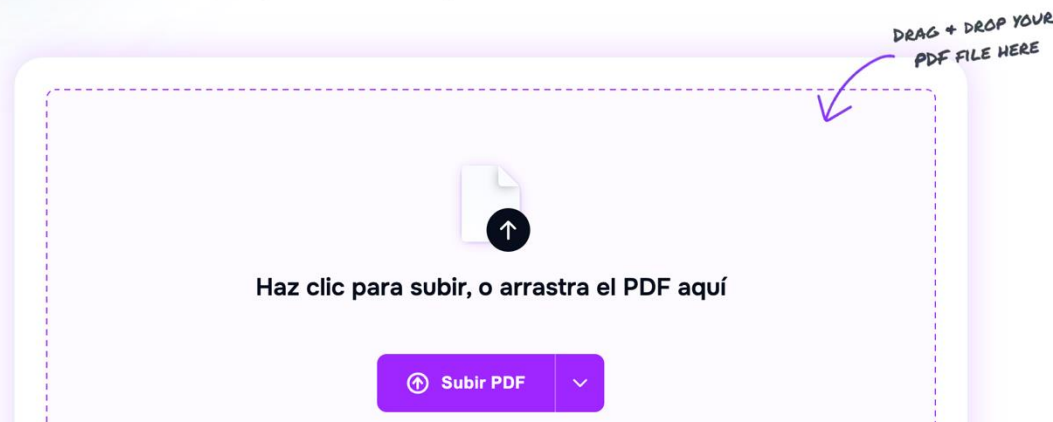 DRAG & DROP YOUR
PDF FILE HERE
Haz clic para subir, o arrastra el PDF aquí
Subir PDF